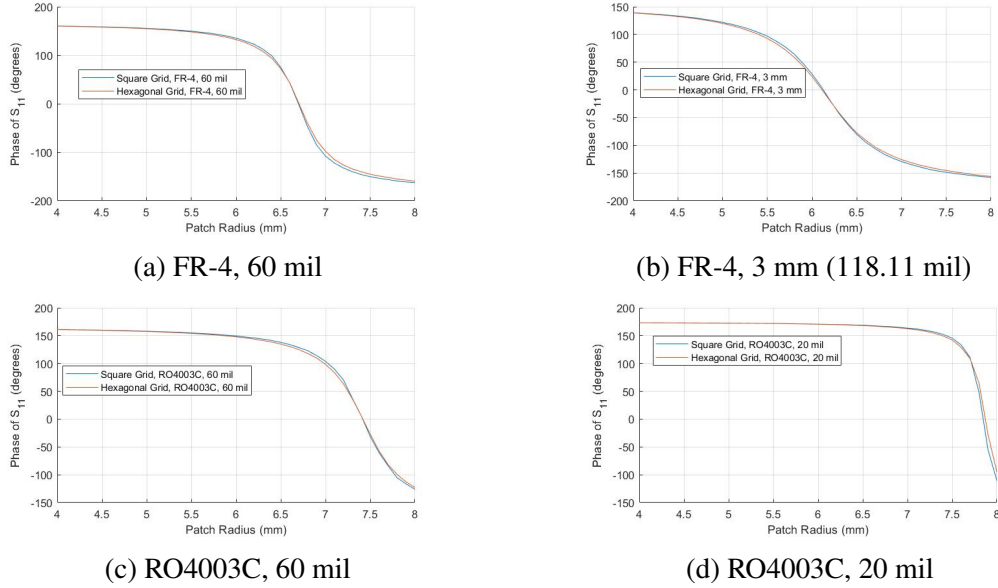 200
100
0
-100
-200
Phase of S11 (degrees)
Square Grid, FR-4, 60 mil
Hexagonal Grid, FR-4, 60 mil
4 4.5 5 5.5 6 6.5 7 7.5 8
Patch Radius (mm)
(a) FR-4, 60 mil
150
100
50
0
-50
-100
-150
-200
Phase of S11 (degrees)
Square Grid, FR-4, 3 mm
Hexagonal Grid, FR-4, 3 mm
4 4.5 5 5.5 6 6.5 7 7.5 8
Patch Radius (mm)
(b) FR-4, 3 mm (118.11 mil)
200
150
100
50
0
-50
-100
-150
Phase of S11 (degrees)
Square Grid, RO4003C, 60 mil
Hexagonal Grid, RO4003C, 60 mil
4 4.5 5 5.5 6 6.5 7 7.5 8
Patch Radius (mm)
(c) RO4003C, 60 mil
200
150
100
50
0
-50
-100
-150
Phase of S11 (degrees)
Square Grid, RO4003C, 20 mil
Hexagonal Grid, RO4003C, 20 mil
4 4.5 5 5.5 6 6.5 7 7.5 8
Patch Radius (mm)
(d) RO4003C, 20 mil